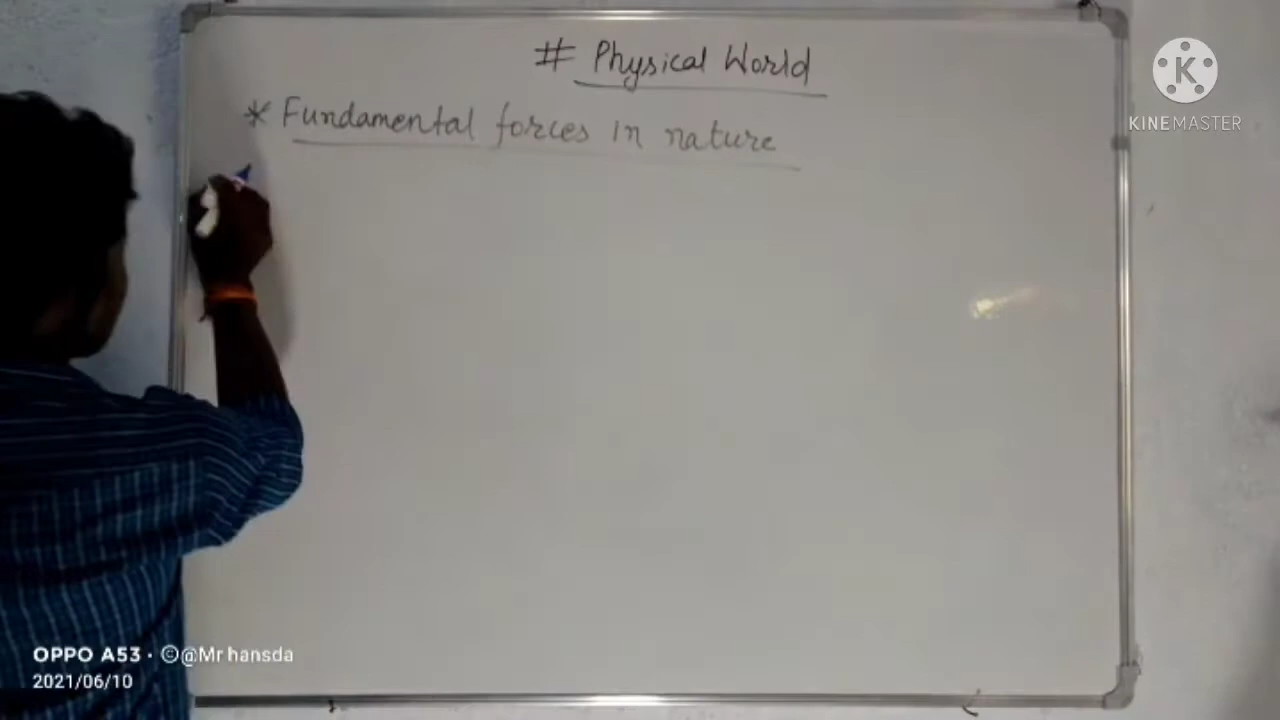 # Physical World
* Fundamental forces in nature
KINEMASTER
OPPO A53 · ©@Mr hansda
2021/06/10